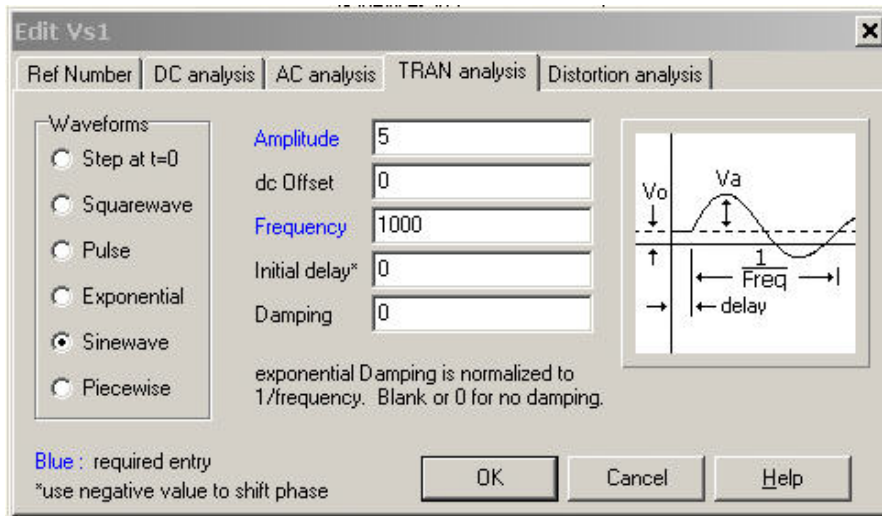 Edit Vs1
Ref Number DC analysis AC analysis TRAN analysis Distortion analysis
Waveforms
Step at t=0
Squarewave
Pulse
Exponential
Sinewave
Piecewise
Amplitude 5
dc Offset 0
Frequency 1000
Initial delay* 0
Damping 0
exponential Damping is normalized to
1/frequency. Blank or 0 for no damping.
Vo Va
1
Freq
delay
Blue : required entry
*use negative value to shift phase
OK Cancel Help